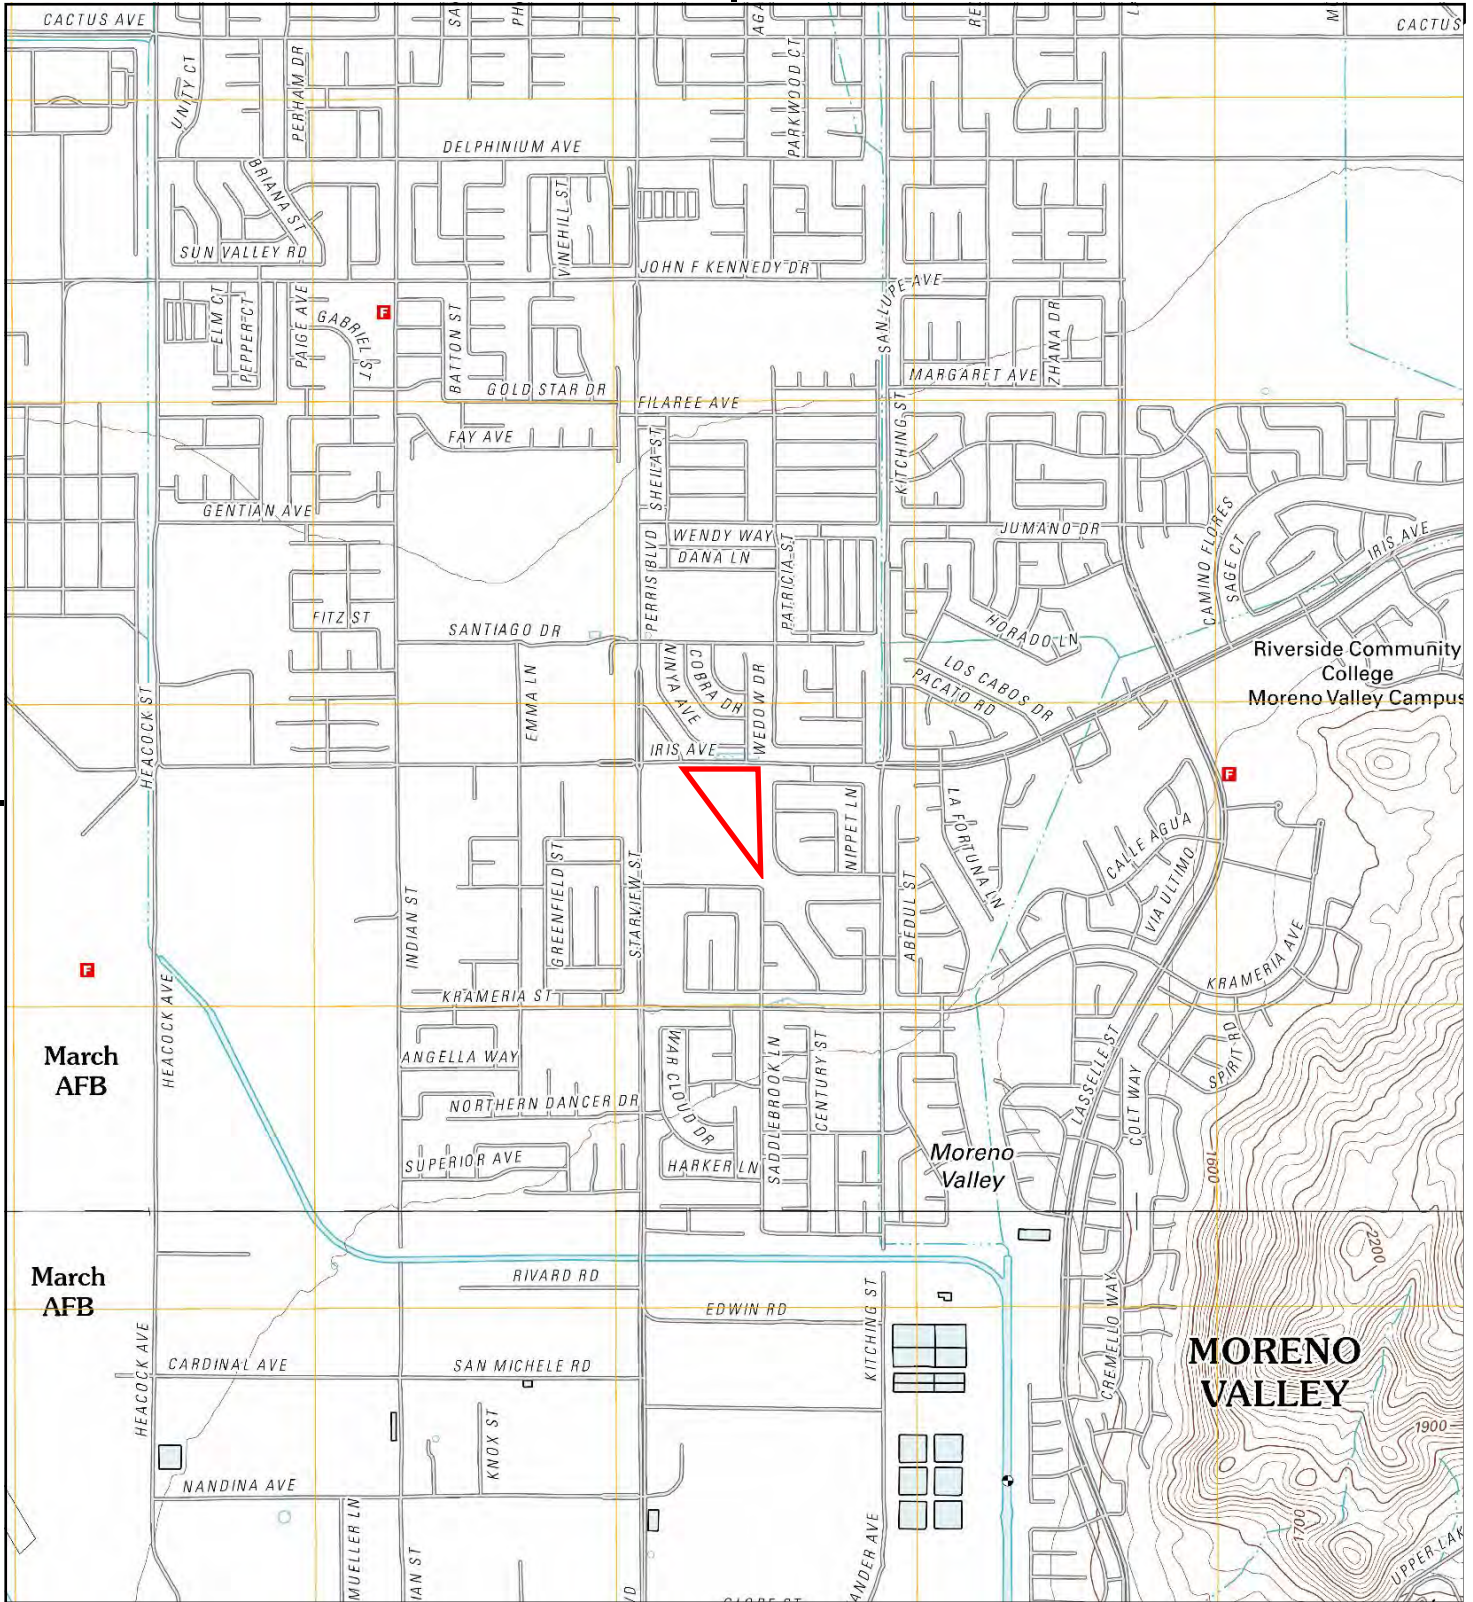 CACTUS AVE
CACTUS
UNITY CT
PERHAM DR
PARKWOOD CT
DELPHINIUM AVE
BRIANA ST
VINEHILL ST
SUN VALLEY RD
JOHN F KENNEDY DR
SAN LUPE AVE
ELM CT
PEPPER CT
PAIGE AVE
GABRIEL ST
F
BATTON ST
ZHANA DR
MARGARET AVE
GOLD STAR DR
FILAREE AVE
FAY AVE
SHEILA ST
KITCHING ST
GENTIAN AVE
WENDY WAY
DANA LN
JUMANO DR
CAMINO FLORES
SAGE CT
IRIS AVE
PERRIS BLVD
PATRICIA ST
FITZ ST
SANTIAGO DR
HORADO LN
Riverside Community
College
Moreno Valley Campus
NINYA AVE
COBRA DR
WEDOW DR
LOS CABOS DR
PACATO RD
EMMA LN
HEACOCK ST
IRIS AVE
F
NIPPET LN
LA FORTUNA LN
CALLE AGUA
VIA ULTIMO
INDIAN ST
GREENFIELD ST
STARVIEW ST
ABEDUL ST
F
HEACOCK AVE
KRAMERIA ST
KRAMERIA AVE
March
AFB
ANGELLA WAY
WAR CLOUD DR
SADDLEBROOK LN
CENTURY ST
LASSELLE ST
COLT WAY
SPIRIT RD
NORTHERN DANCER DR
SUPERIOR AVE
HARKER LN
Moreno
Valley
1600
2200
March
AFB
RIVARD RD
EDWIN RD
KITCHING ST
CREMELLO WAY
MORENO
VALLEY
HEACOCK AVE
CARDINAL AVE
SAN MICHELE RD
1900
KNOX ST
NANDINA AVE
MUELLER LN
IAN ST
VD
ANDER AVE
1700
UPPER LAK